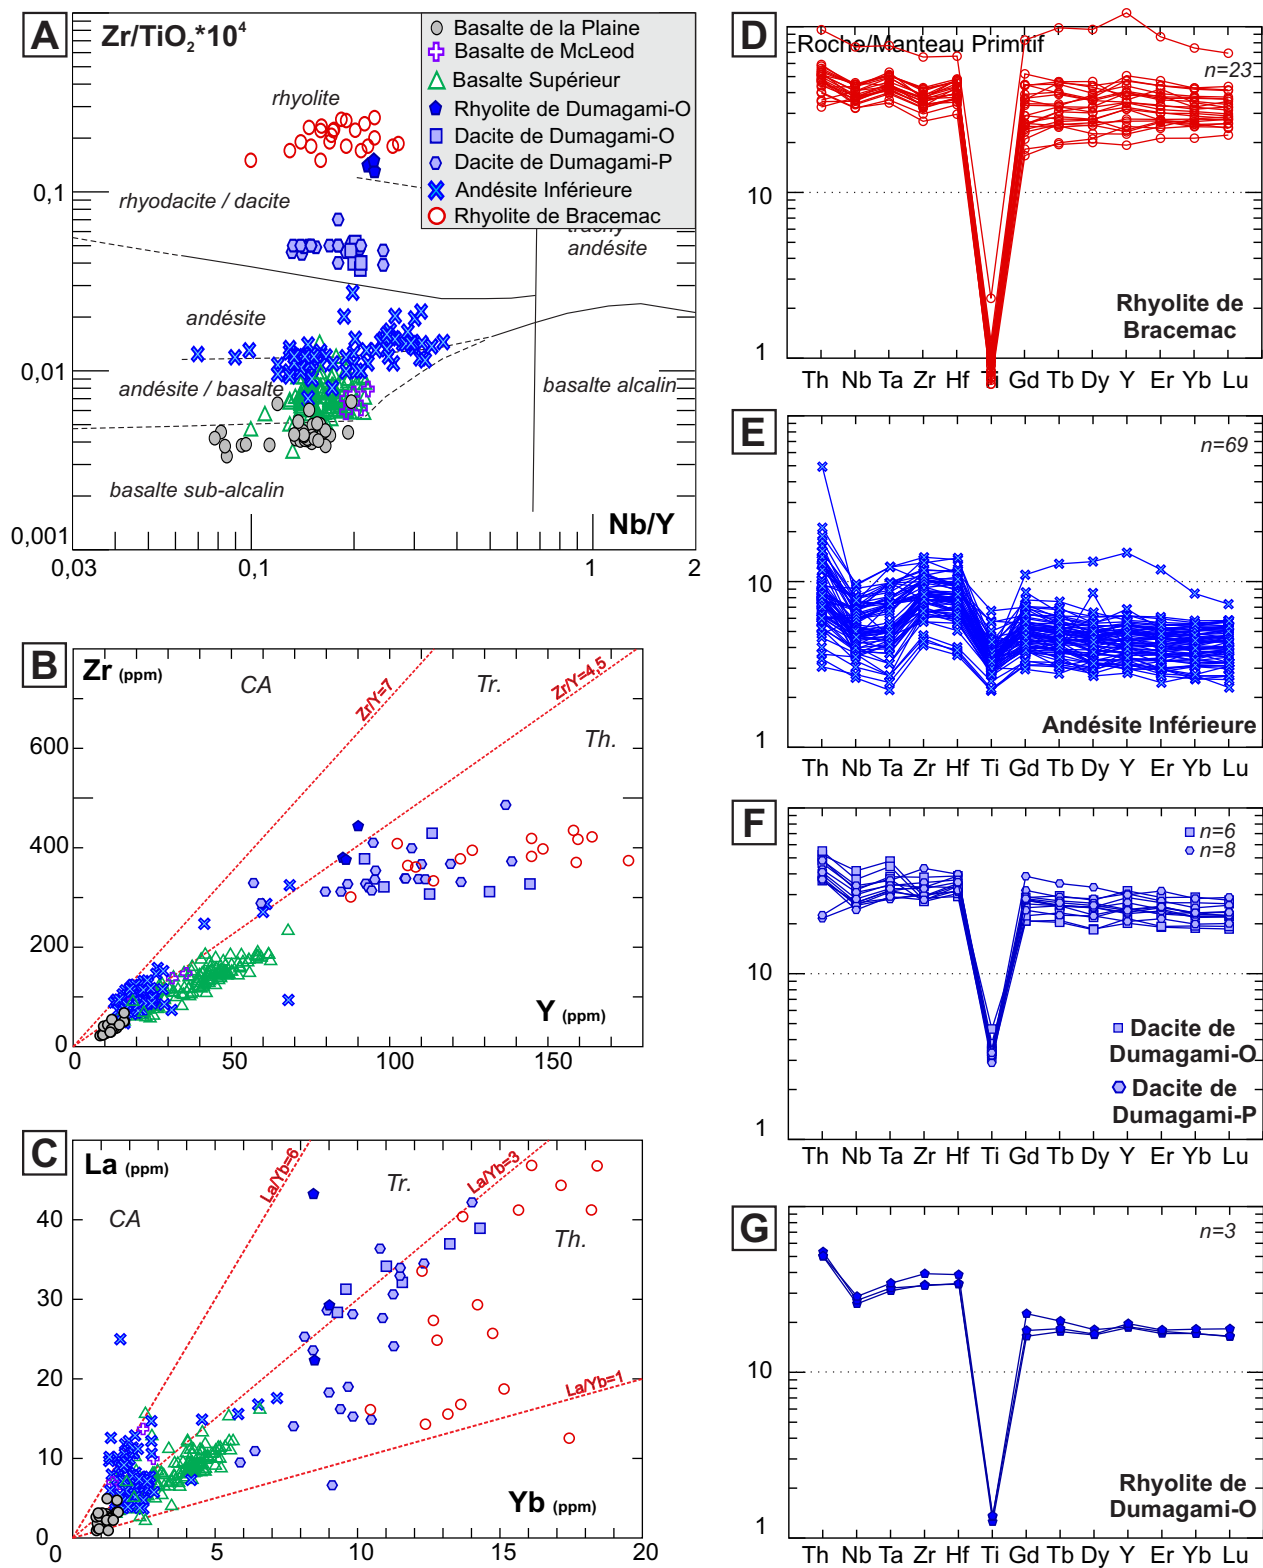 A
Zr/TiO2*10^4
Basalte de la Plaine
Basalte de McLeod
Basalte Supérieur
Rhyolite de Dumagami-O
Dacite de Dumagami-O
Dacite de Dumagami-P
Andésite Inférieure
Rhyolite de Bracemac
rhyolite
rhyodacite / dacite
trachy
andésite
andésite
andésite / basalte
basalte alcalin
basalte sub-alcalin
0,1
0,01
0,001
Nb/Y
0,03
0,1
1
2
B
Zr (ppm)
CA
Zr/Y=7
Tr.
Zr/Y=4,5
Th.
600
400
200
0
Y (ppm)
0
50
100
150
C
La (ppm)
La/Yb=6
CA
Tr.
La/Yb=3
Th.
40
30
20
10
0
La/Yb=1
Yb (ppm)
0
5
10
15
20
D
Roche/Manteau Primitif
n=23
10
1
Rhyolite de
Bracemac
Th Nb Ta Zr Hf Ti Gd Tb Dy Y Er Yb Lu
E
n=69
10
1
Andésite Inférieure
Th Nb Ta Zr Hf Ti Gd Tb Dy Y Er Yb Lu
F
n=6
n=8
10
1
Dacite de
Dumagami-O
Dacite de
Dumagami-P
Th Nb Ta Zr Hf Ti Gd Tb Dy Y Er Yb Lu
G
n=3
10
1
Rhyolite de
Dumagami-O
Th Nb Ta Zr Hf Ti Gd Tb Dy Y Er Yb Lu